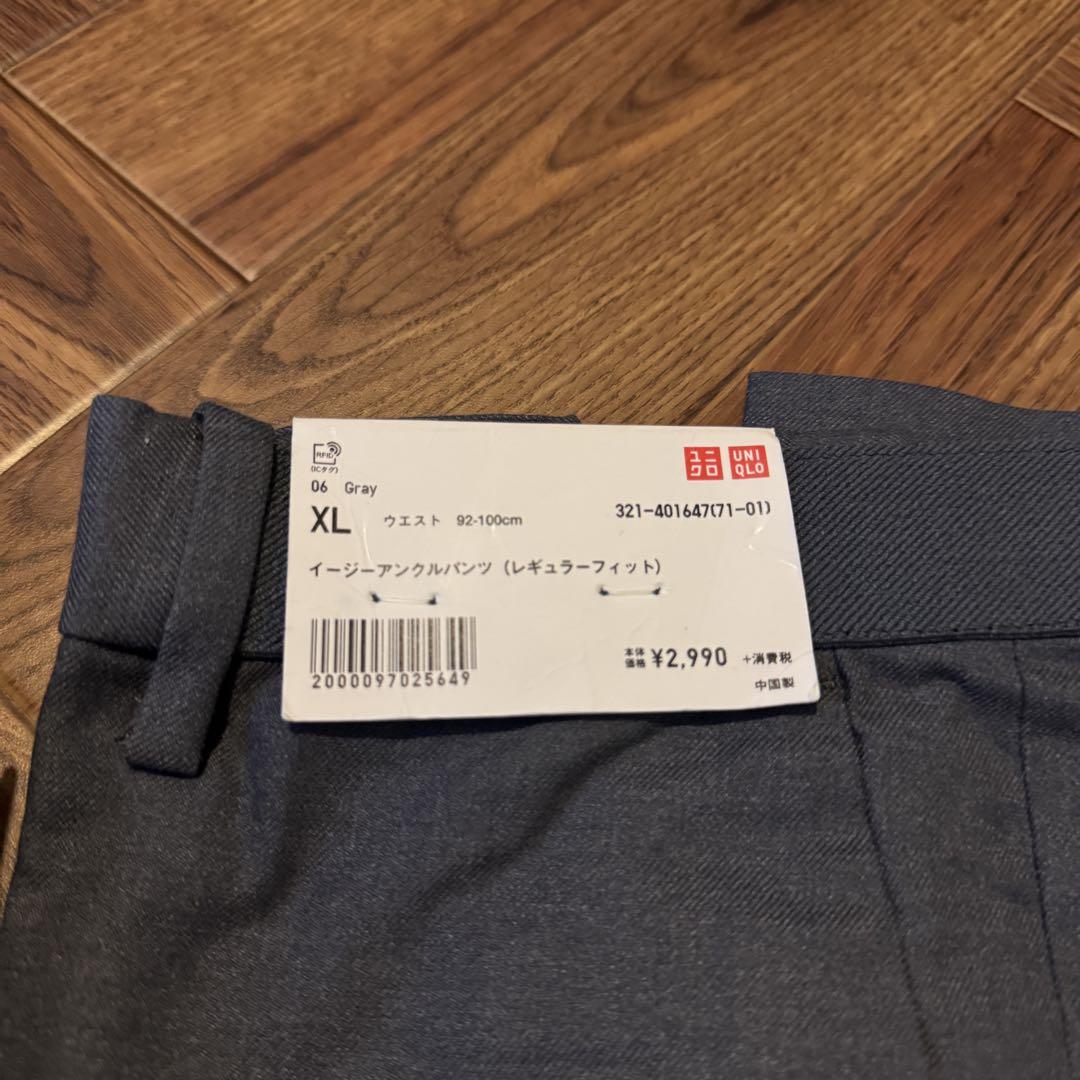 RFID
(ICタグ)
ユニクロ
UNIQLO
06 Gray
XL ウエスト 92-100cm
321-401647(71-01)
イージーアンクルパンツ (レギュラーフィット)
2000097025649
本体価格 ¥2,990 +消費税
中国製